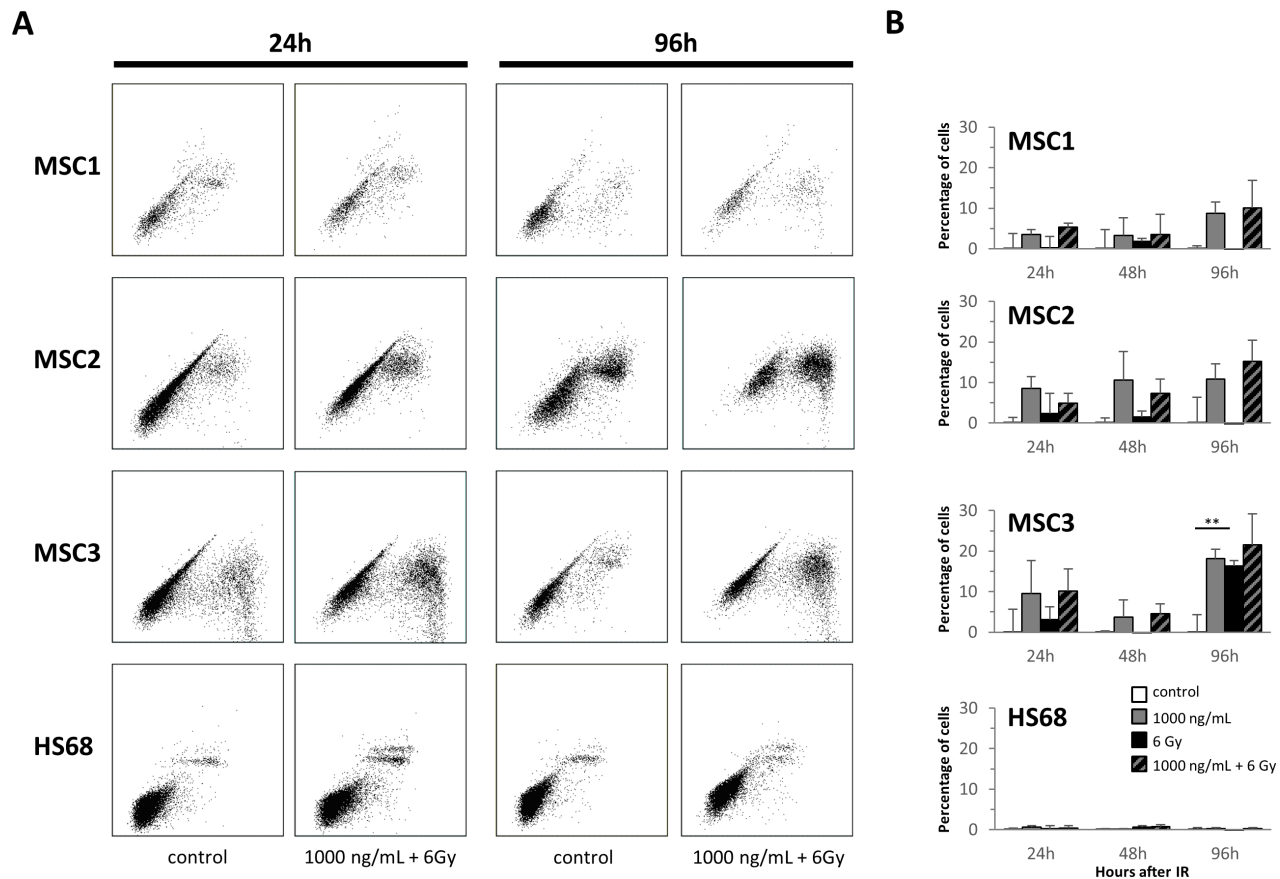 A
24h
96h
MSC1
MSC2
MSC3
HS68
control
1000 ng/mL + 6Gy
control
1000 ng/mL + 6Gy
B
Percentage of cells
30
20
10
0
MSC1
24h
48h
96h
Percentage of cells
30
20
10
0
MSC2
24h
48h
96h
Percentage of cells
30
20
10
0
MSC3
**
24h
48h
96h
Percentage of cells
30
20
10
0
HS68
control
1000 ng/mL
6 Gy
1000 ng/mL + 6 Gy
24h
48h
96h
Hours after IR